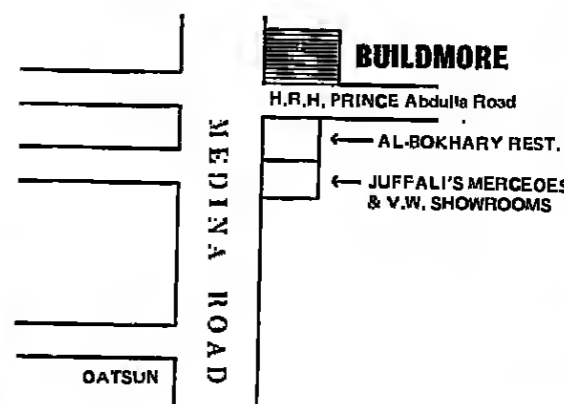 BUILDMORE
H.R.H. PRINCE Abdulla Road
MEDINA ROAD
← AL-BOKHARY REST.
← JUFFALI'S MERCEOES
& V.W. SHOWROOMS
OATSUN